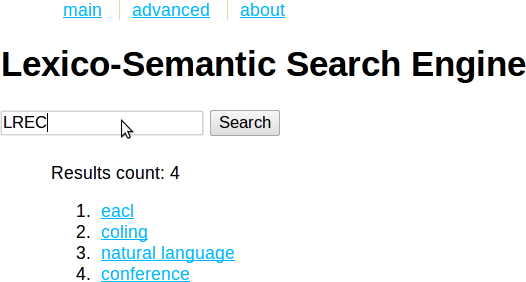 main advanced about
Lexico-Semantic Search Engine
LREC Search
Results count: 4
1. eacl
2. coling
3. natural language
4. conference